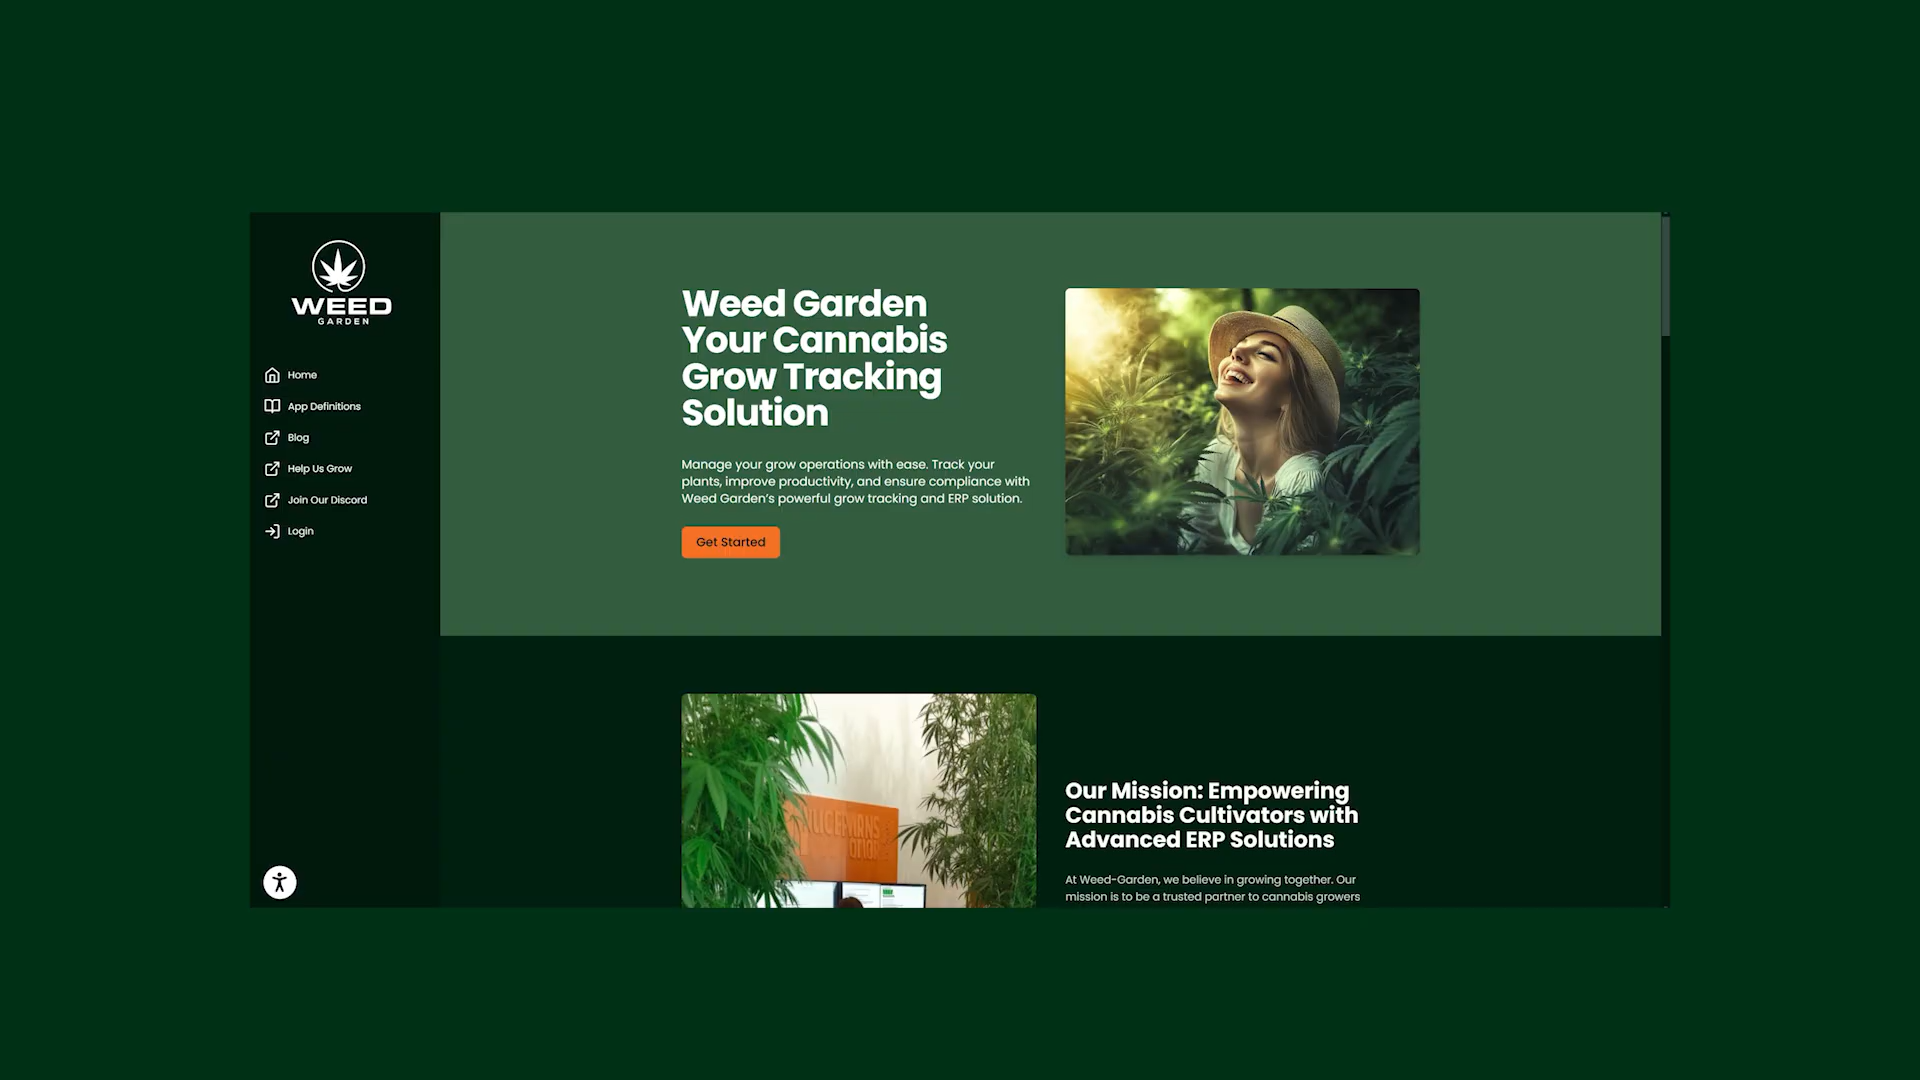 WEED
GARDEN
Home
App Definitions
Blog
Help Us Grow
Join Our Discord
Login
Weed Garden
Your Cannabis
Grow Tracking
Solution
Manage your grow operations with ease. Track your
plants, improve productivity, and ensure compliance with
Weed Garden’s powerful grow tracking and ERP solution.
Get Started
Our Mission: Empowering
Cannabis Cultivators with
Advanced ERP Solutions
At Weed-Garden, we believe in growing together. Our
mission is to be a trusted partner to cannabis growers